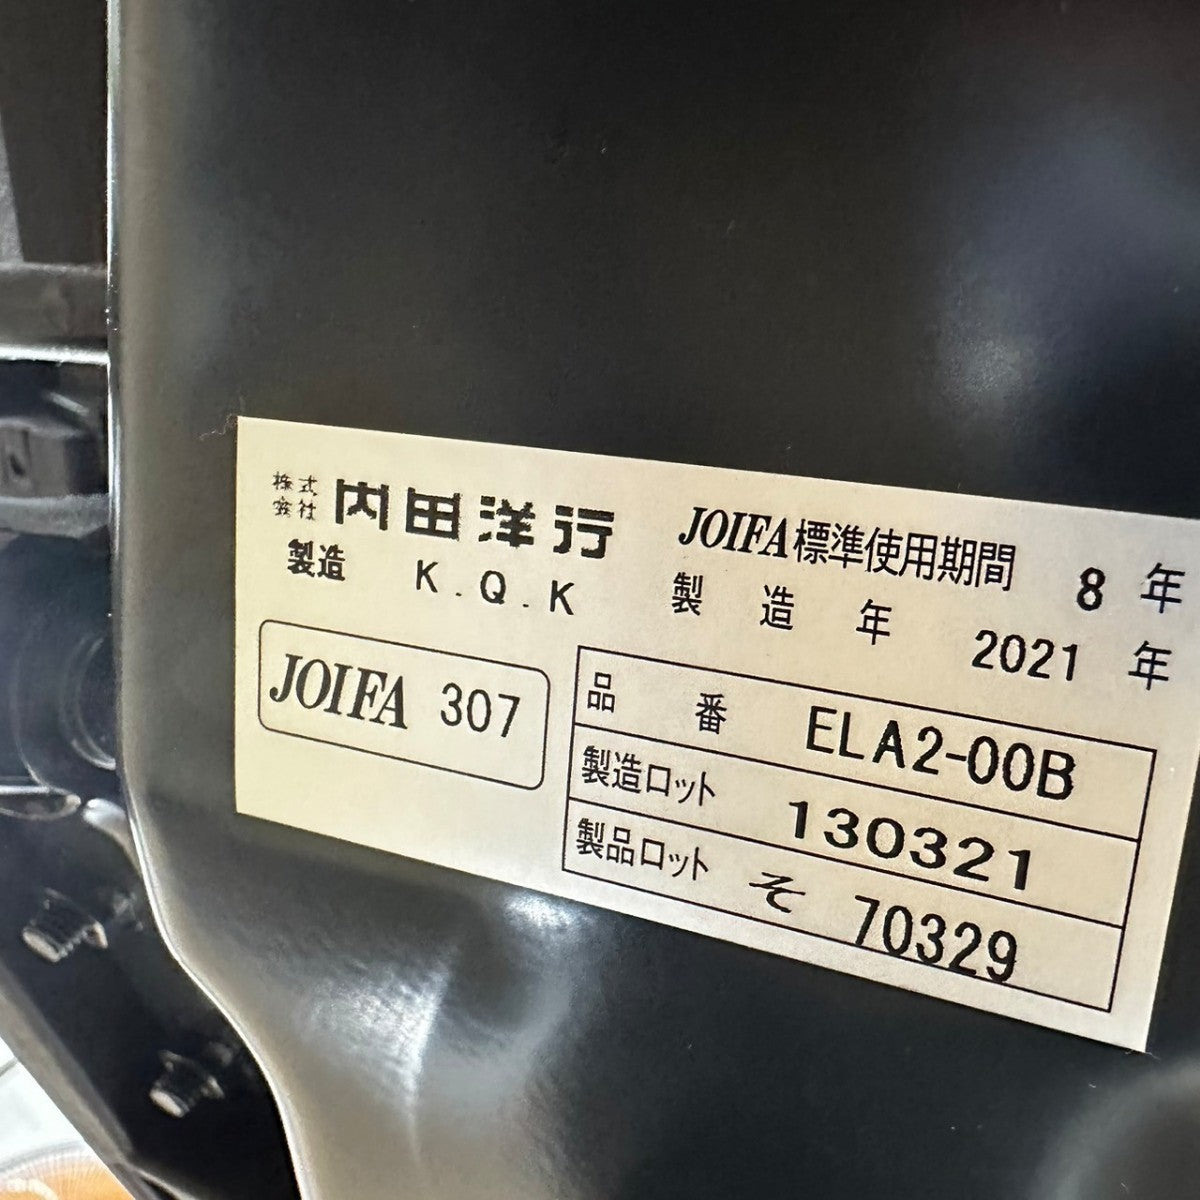 株式会社 内田洋行 JOIFA標準使用期間 8 年
製造 K.Q.K 製造年 2021 年
JOIFA 307
品番 ELA2-00B
製造ロット 130321
製品ロット そ 70329